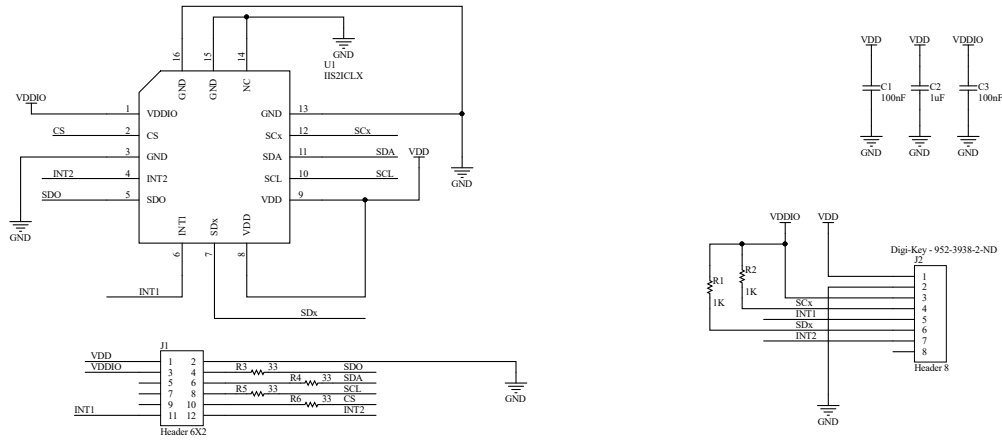 16
15
14
GND
GND
NC
GND
U1
IIS2ICLX
VDDIO
1
VDDIO
GND
13
CS
2
CS
SCx
12
SCx
3
GND
SDA
11
SDA
VDD
INT2
4
INT2
SCL
10
SCL
GND
SDO
5
SDO
VDD
9
GND
INT1
SDx
VDD
6
7
8
INT1
SDx
VDD
VDD
VDDIO
C1
100nF
C2
1uF
C3
100nF
GND
GND
GND
VDDIO
VDD
Digi-Key - 952-3938-2-ND
J2
R1
1K
R2
1K
1
2
3
SCx
4
INT1
5
SDx
6
INT2
7
8
Header 8
GND
J1
VDD
1
2
VDDIO
3
4
R3
33
SDO
5
6
R4
33
SDA
7
8
R5
33
SCL
9
10
R6
33
CS
INT1
11
12
INT2
Header 6X2
GND